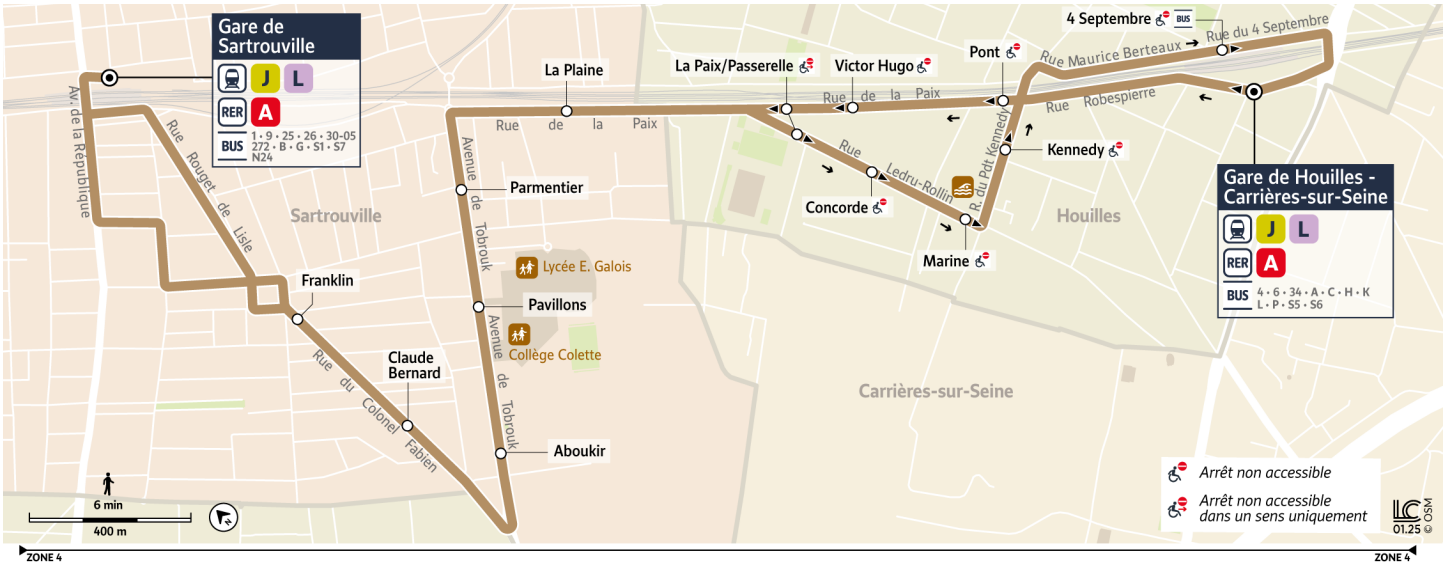 Gare de
Sartrouville
J L
RER A
BUS
1 • 9 • 25 • 26 • 30-05
272 • B • G • S1 • S7
N24
Av. de la République
Rue Rouget de Lisle
Sartrouville
Franklin
Claude
Bernard
Rue du Colonel Fabien
La Plaine
Rue de la Paix
Avenue de Tobrouk
Parmentier
Lycée E. Galois
Pavillons
Collège Colette
Avenue de Tobrouk
Aboukir
La Paix/Passerelle
Victor Hugo
Rue de la Paix
Pont
4 Septembre
BUS
Rue Maurice Berteaux
Rue du 4 Septembre
Rue Robespierre
Kennedy
R. du Pdt Kennedy
Rue Ledru-Rollin
Concorde
Marine
Houilles
Carrières-sur-Seine
Gare de Houilles -
Carrières-sur-Seine
J L
RER A
BUS
4 • 6 • 34 • A • C • H • K
L • P • S5 • S6
6 min
400 m
N
Arrêt non accessible
Arrêt non accessible
dans un sens uniquement
LC
01.25
© OSM
ZONE 4
ZONE 4